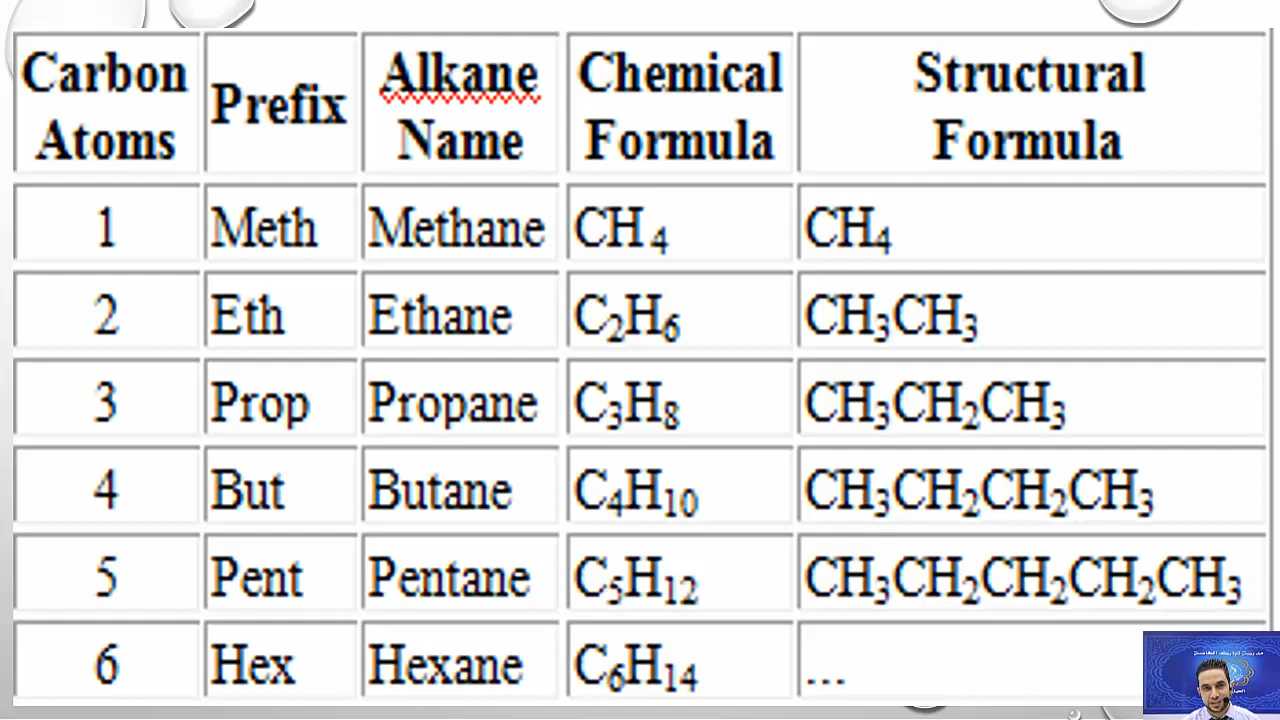 Carbon Atoms Prefix Alkane Name Chemical Formula Structural Formula
1 Meth Methane CH₄ CH₄
2 Eth Ethane C₂H₆ CH₃CH₃
3 Prop Propane C₃H₈ CH₃CH₂CH₃
4 But Butane C₄H₁₀ CH₃CH₂CH₂CH₃
5 Pent Pentane C₅H₁₂ CH₃CH₂CH₂CH₂CH₃
6 Hex Hexane C₆H₁₄ ...